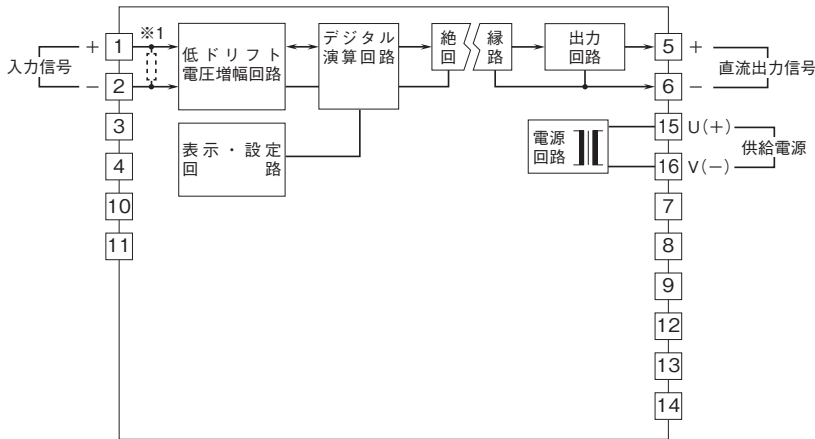 ※1
入力信号
+
−
1
2
3
4
10
11
低ドリフト
電圧増幅回路
デジタル
演算回路
絶縁
回路
出力
回路
表示・設定
回路
電源
回路
5
+
6
−
直流出力信号
15
U(+)
16
V(−)
供給電源
7
8
9
12
13
14